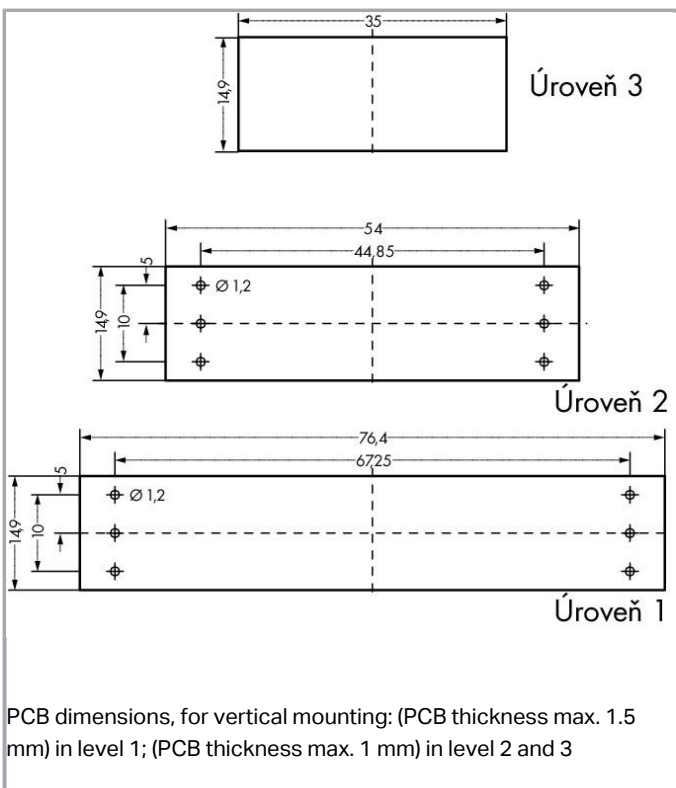 35
14,9
Úroveň 3
54
44,85
5
Ø 1,2
14,9
10
Úroveň 2
76,4
67,25
5
Ø 1,2
14,9
10
Úroveň 1
PCB dimensions, for vertical mounting: (PCB thickness max. 1.5
mm) in level 1; (PCB thickness max. 1 mm) in level 2 and 3